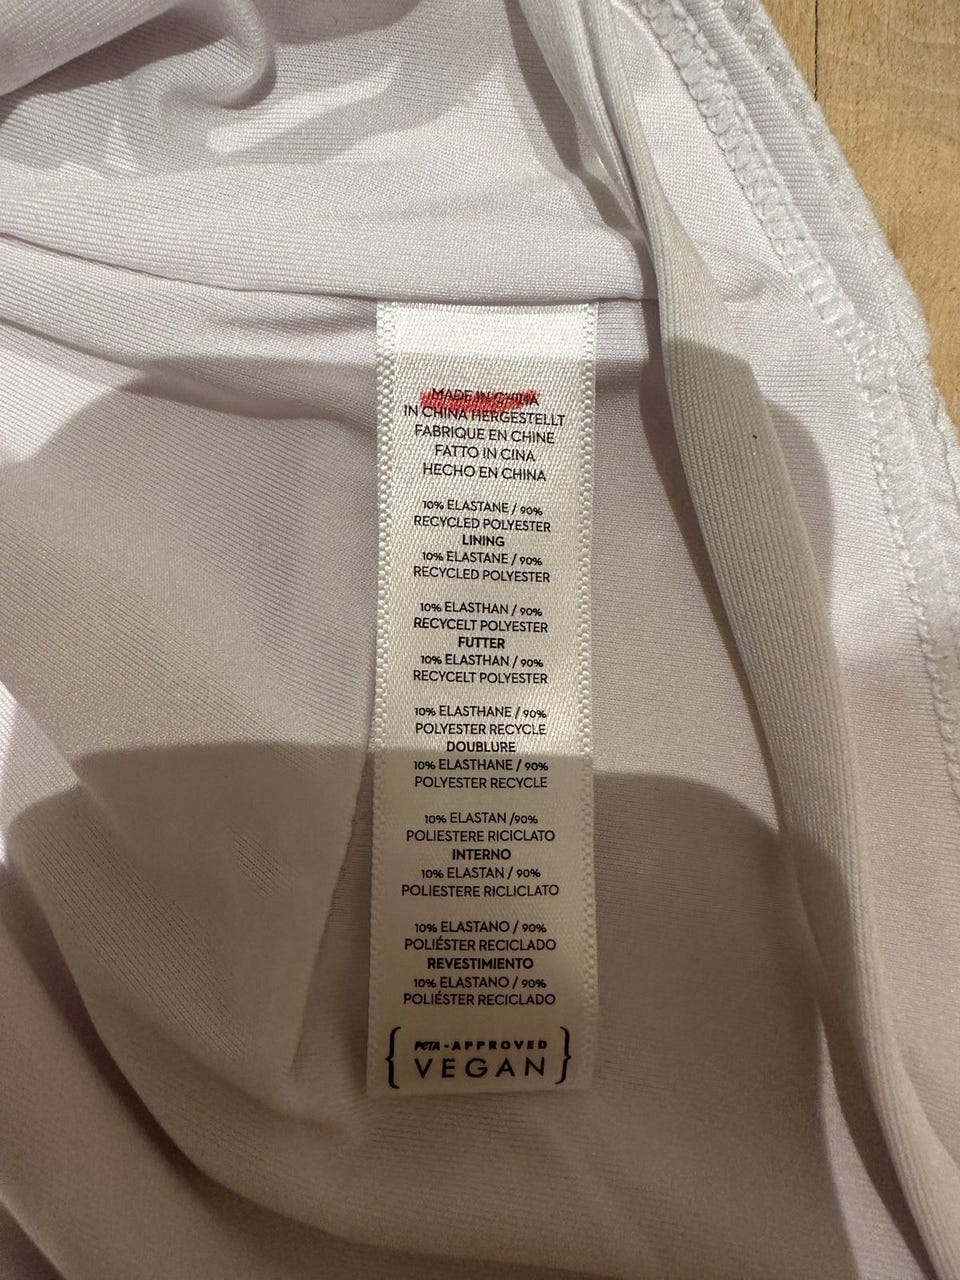 MADE IN CHINA
IN CHINA HERGESTELLT
FABRIQUE EN CHINE
FATTO IN CINA
HECHO EN CHINA
10% ELASTANE / 90%
RECYCLED POLYESTER
LINING
10% ELASTANE / 90%
RECYCLED POLYESTER
10% ELASTHAN / 90%
RECYCELT POLYESTER
FUTTER
10% ELASTHAN / 90%
RECYCELT POLYESTER
10% ELASTHANE / 90%
POLYESTER RECYCLE
DOUBLURE
10% ELASTHANE / 90%
POLYESTER RECYCLE
10% ELASTAN /90%
POLIESTERE RICICLATO
INTERNO
10% ELASTAN / 90%
POLIESTERE RICLICLATO
10% ELASTANO / 90%
POLIÉSTER RECICLADO
REVESTIMIENTO
10% ELASTANO / 90%
POLIÉSTER RECICLADO
PETA-APPROVED
VEGAN